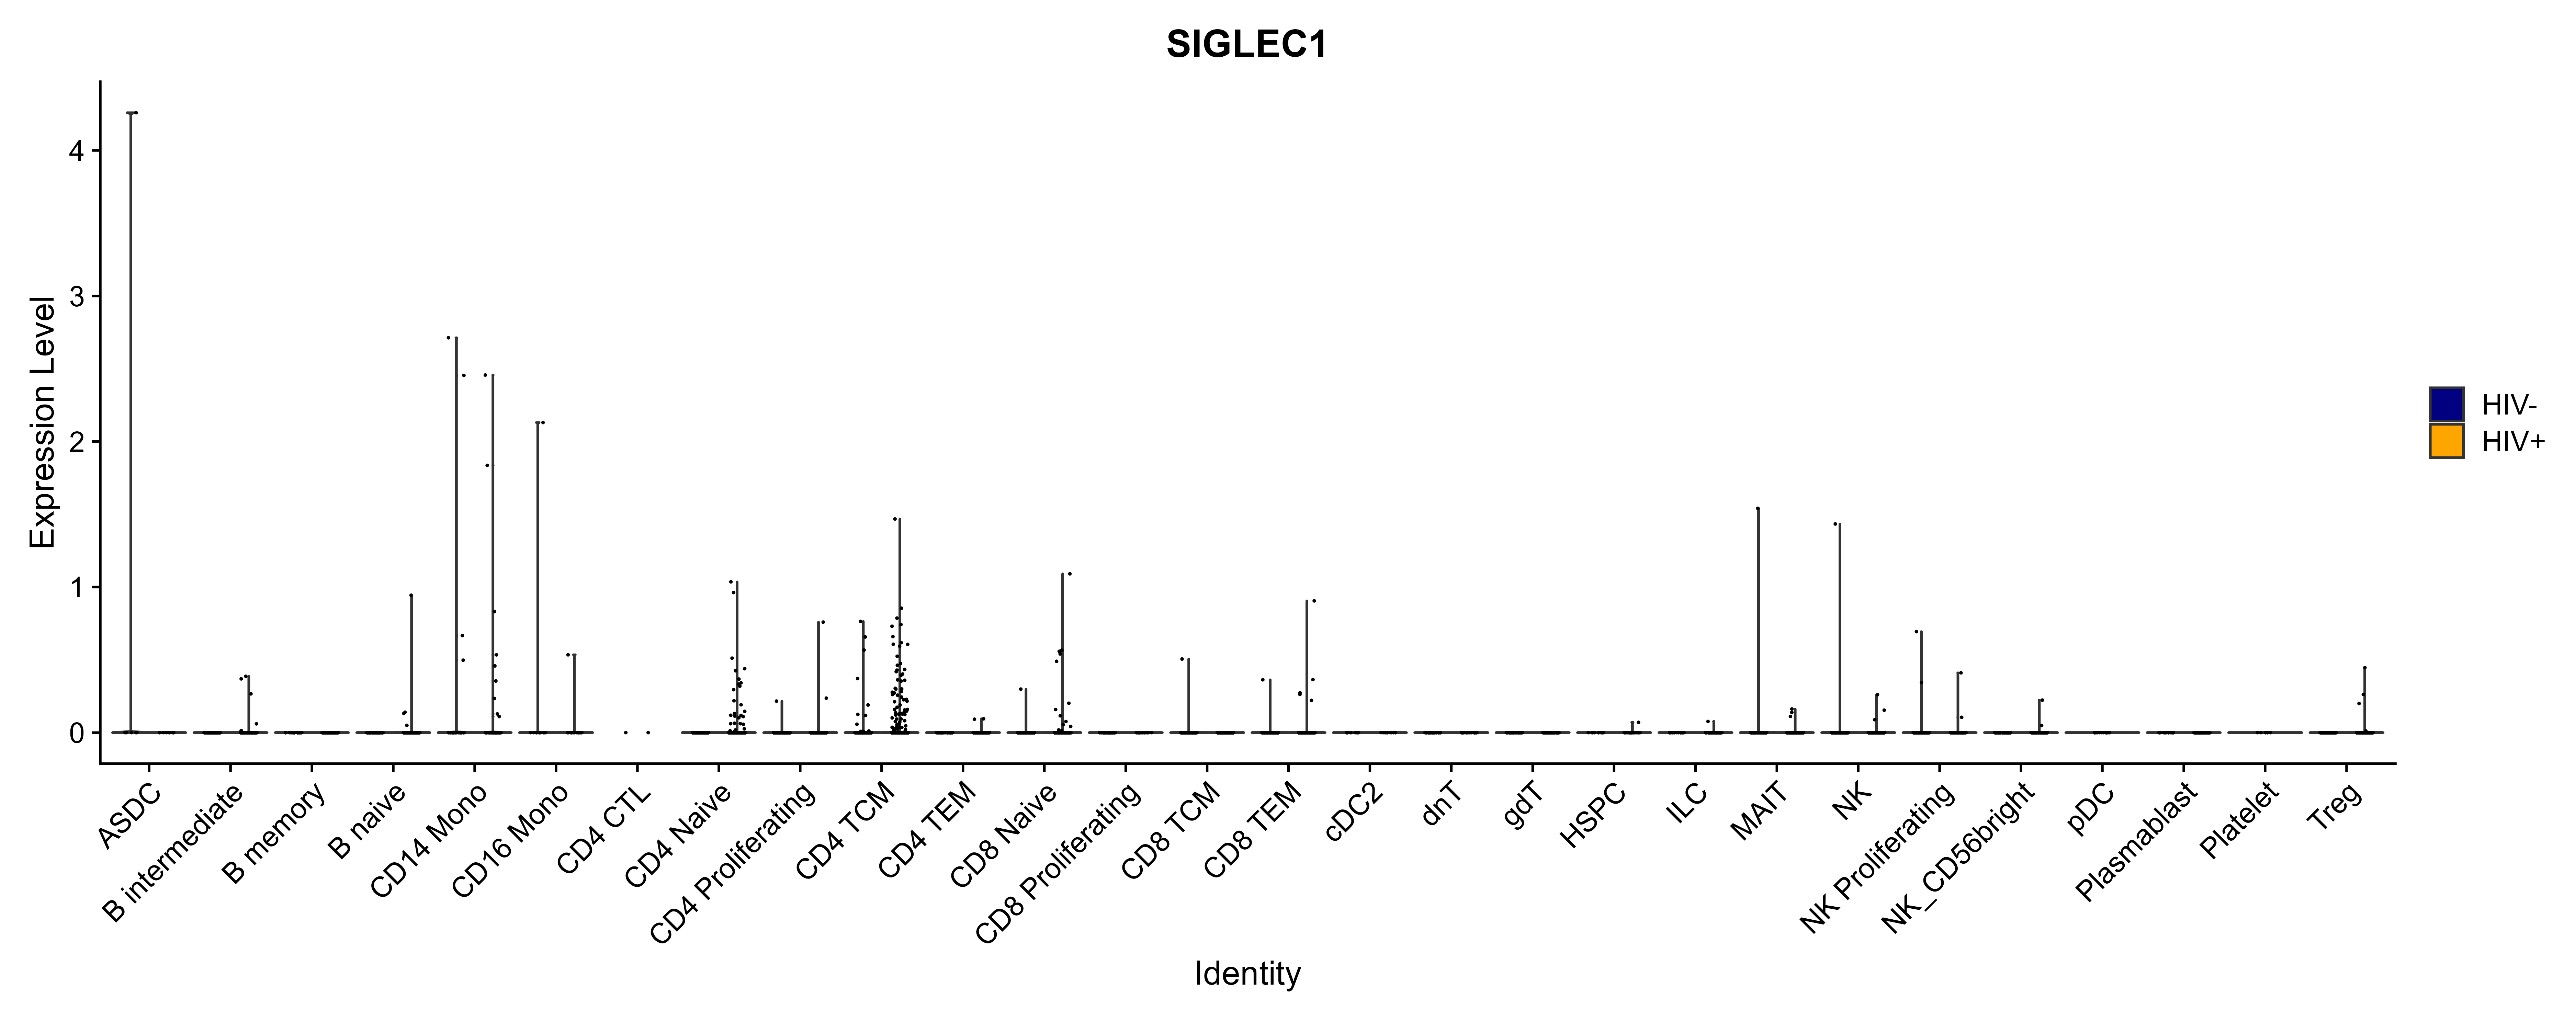 SIGLEC1
Expression Level
4
3
2
1
0
ASDC
B intermediate
B memory
B naive
CD14 Mono
CD16 Mono
CD4 CTL
CD4 Naive
CD4 Proliferating
CD4 TCM
CD4 TEM
CD8 Naive
CD8 Proliferating
CD8 TCM
CD8 TEM
cDC2
dnT
gdT
HSPC
ILC
MAIT
NK
NK Proliferating
NK_CD56bright
pDC
Plasmablast
Platelet
Treg
Identity
HIV-
HIV+